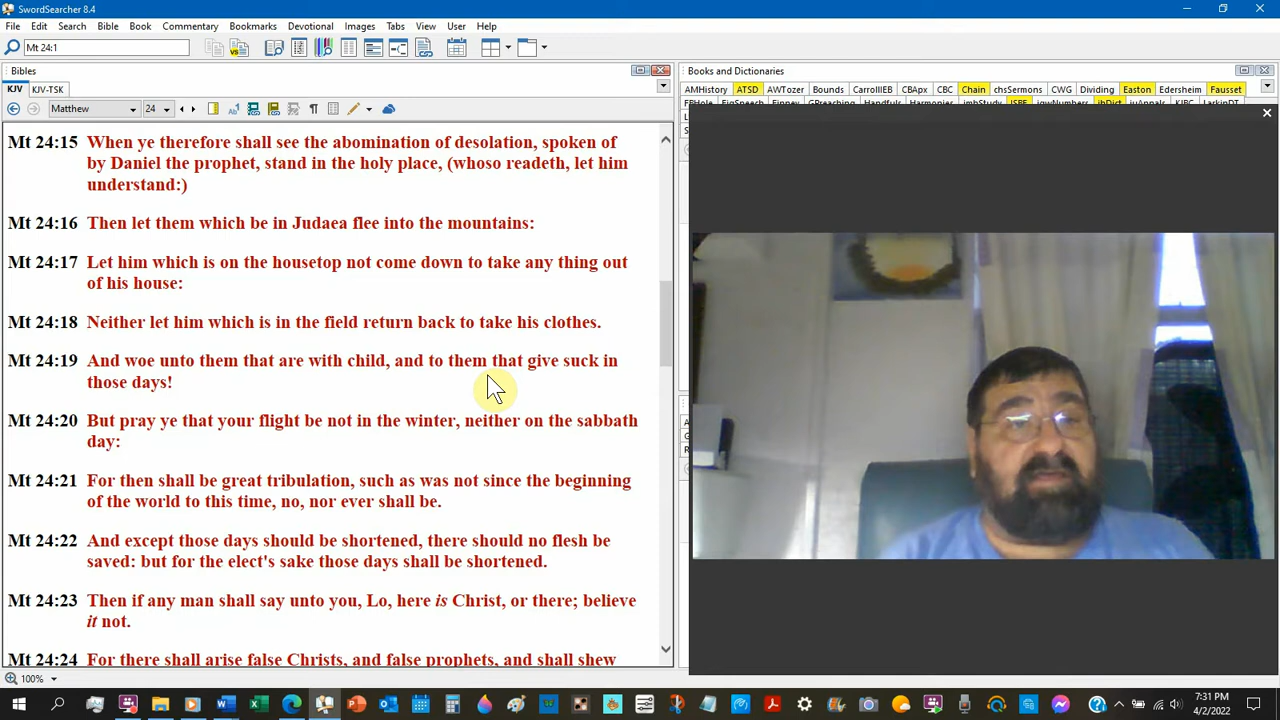 SwordSearcher 8.4
File Edit Search Bible Book Commentary Bookmarks Devotional Images Tabs View User Help
Mt 24:1
Bibles
KJV KJV-TSK
Matthew 24
Mt 24:15 When ye therefore shall see the abomination of desolation, spoken of
by Daniel the prophet, stand in the holy place, (whoso readeth, let him
understand:)
Mt 24:16 Then let them which be in Judaea flee into the mountains:
Mt 24:17 Let him which is on the housetop not come down to take any thing out
of his house:
Mt 24:18 Neither let him which is in the field return back to take his clothes.
Mt 24:19 And woe unto them that are with child, and to them that give suck in
those days!
Mt 24:20 But pray ye that your flight be not in the winter, neither on the sabbath
day:
Mt 24:21 For then shall be great tribulation, such as was not since the beginning
of the world to this time, no, nor ever shall be.
Mt 24:22 And except those days should be shortened, there should no flesh be
saved: but for the elect's sake those days shall be shortened.
Mt 24:23 Then if any man shall say unto you, Lo, here is Christ, or there; believe
it not.
Mt 24:24 For there shall arise false Christs, and false prophets, and shall shew
100%
Books and Dictionaries
AMHistory ATSD AWTozer Bounds CarrollIEB CBApx CBC Chain chsSermons CWG Dividing Easton Edersheim Fausset
7:31 PM
4/2/2022